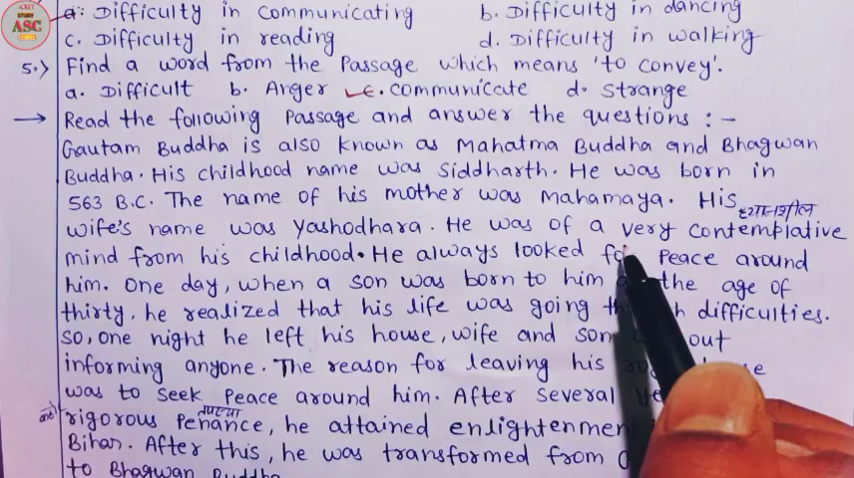 STUDY
ASC
a. Difficulty in communicating b. Difficulty in dancing
c. Difficulty in reading d. Difficulty in walking
5.) Find a word from the Passage which means 'to convey'.
a. Difficult b. Anger c. communicate d. strange
→ Read the following Passage and answer the questions :-
Gautam Buddha is also known as Mahatma Buddha and Bhagwan
Buddha. His childhood name was Siddharth. He was born in
563 B.C. The name of his mother was Mahamaya. His
ध्यानशील
wife's name was Yashodhara. He was of a very contemplative
mind from his childhood. He always looked Peace around
him. One day, when a son was born to him the age of
thirty, he realized that his life was going difficulties.
So, one night he left his house, wife and son out
informing anyone. The reason for leaving his
was to seek Peace around him. After several
तपस्या
rigorous Penance, he attained enlightenmen
Bihar. After this, he was transformed from
to Bhagwan Buddha